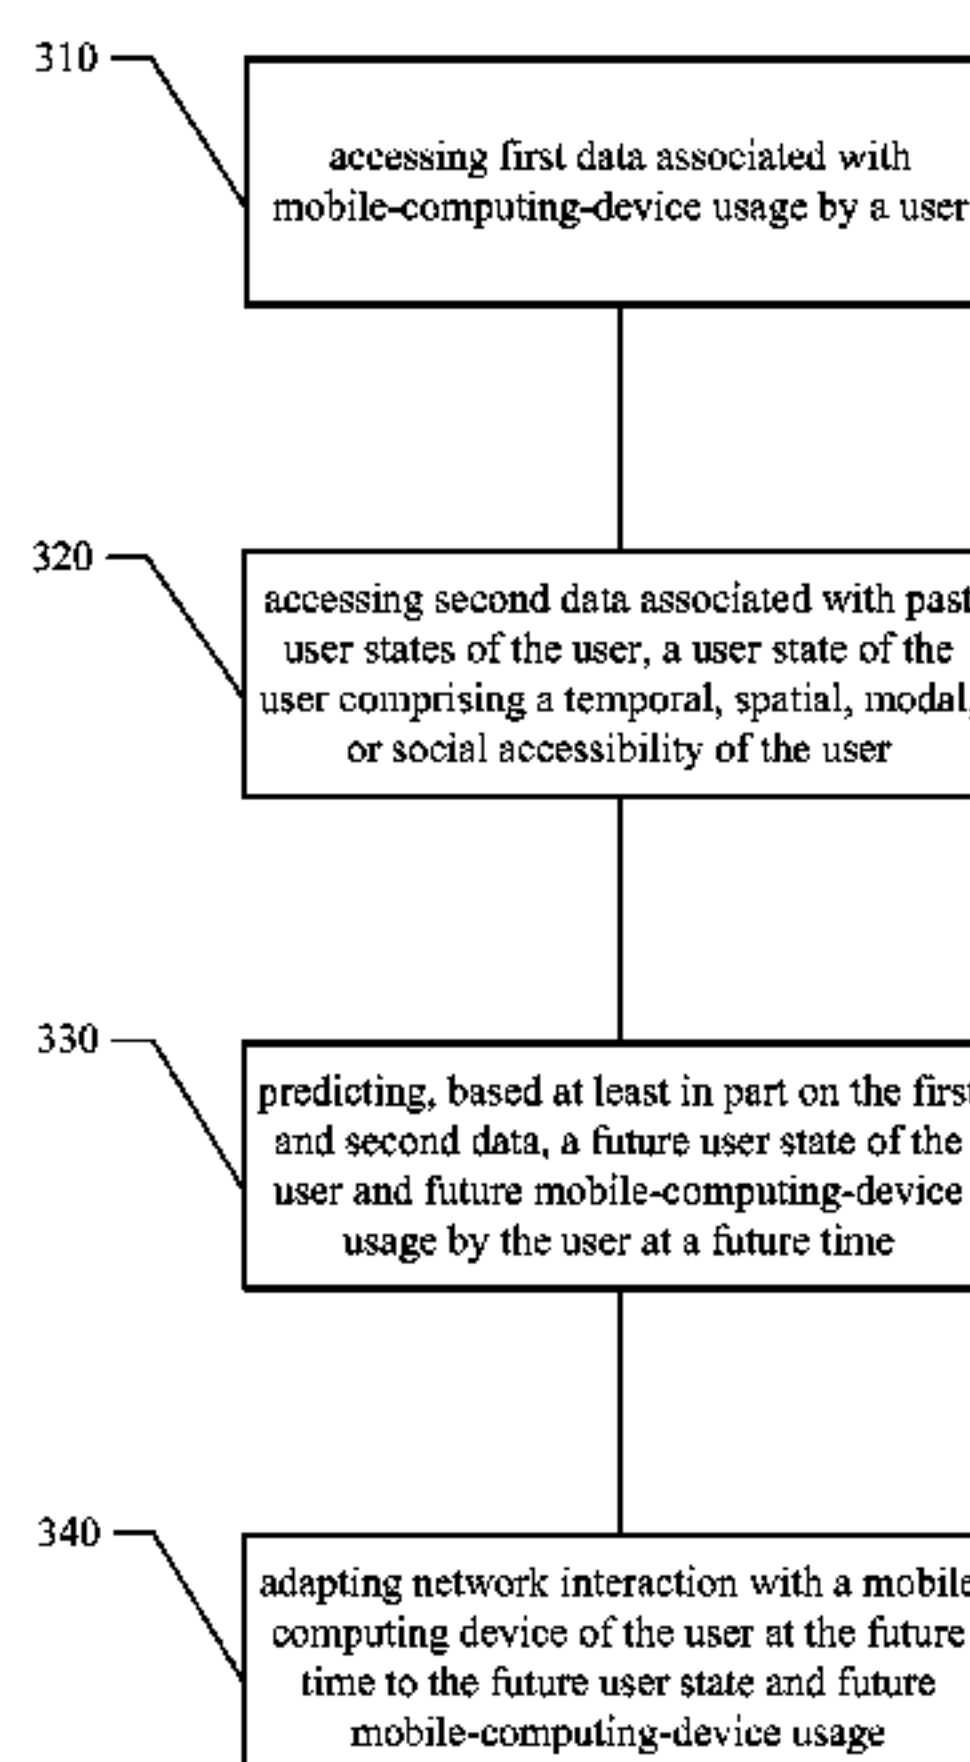 310
accessing first data associated with
mobile-computing-device usage by a user
320
accessing second data associated with past
user states of the user, a user state of the
user comprising a temporal, spatial, modal,
or social accessibility of the user
330
predicting, based at least in part on the first
and second data, a future user state of the
user and future mobile-computing-device
usage by the user at a future time
340
adapting network interaction with a mobile
computing device of the user at the future
time to the future user state and future
mobile-computing-device usage